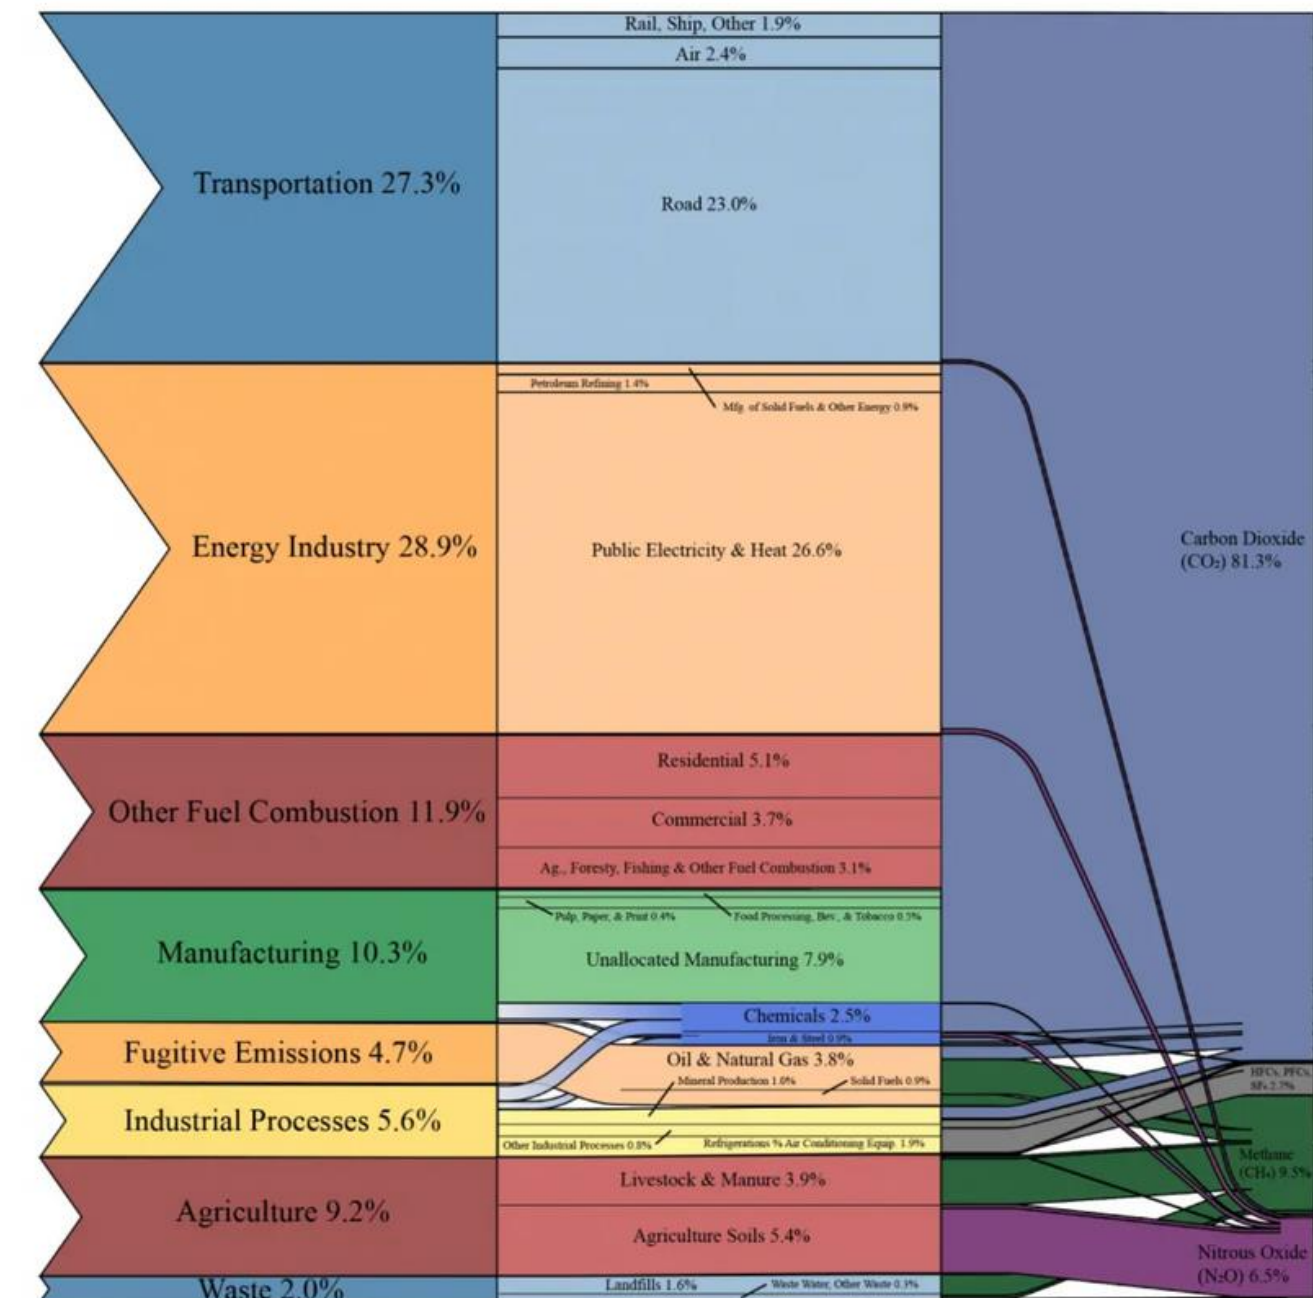 Rail, Ship, Other 1.9%
Air 2.4%
Transportation 27.3%
Road 23.0%
Petroleum Refining 1.4%
Mfg. of Solid Fuels & Other Energy 0.9%
Energy Industry 28.9%
Public Electricity & Heat 26.6%
Carbon Dioxide
(CO₂) 81.3%
Residential 5.1%
Other Fuel Combustion 11.9%
Commercial 3.7%
Ag., Foresty, Fishing & Other Fuel Combustion 3.1%
Pulp, Paper, & Print 0.4%
Food Processing, Bev., & Tobacco 0.5%
Manufacturing 10.3%
Unallocated Manufacturing 7.9%
Chemicals 2.5%
Iron & Steel 0.9%
Fugitive Emissions 4.7%
Oil & Natural Gas 3.8%
Mineral Production 1.0%
Solid Fuels 0.9%
HFCs, PFCs,
SF₆ 2.7%
Industrial Processes 5.6%
Other Industrial Processes 0.8%
Refrigerations % Air Conditioning Equip. 1.9%
Methane
(CH₄) 9.5%
Livestock & Manure 3.9%
Agriculture 9.2%
Agriculture Soils 5.4%
Nitrous Oxide
(N₂O) 6.5%
Waste 2.0%
Landfills 1.6%
Waste Water, Other Waste 0.3%